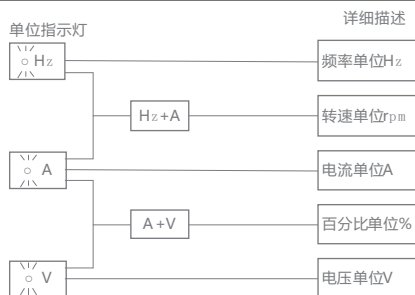 详细描述
单位指示灯
Hz
频率单位Hz
Hz+A
转速单位rpm
A
电流单位A
A+V
百分比单位%
V
电压单位V